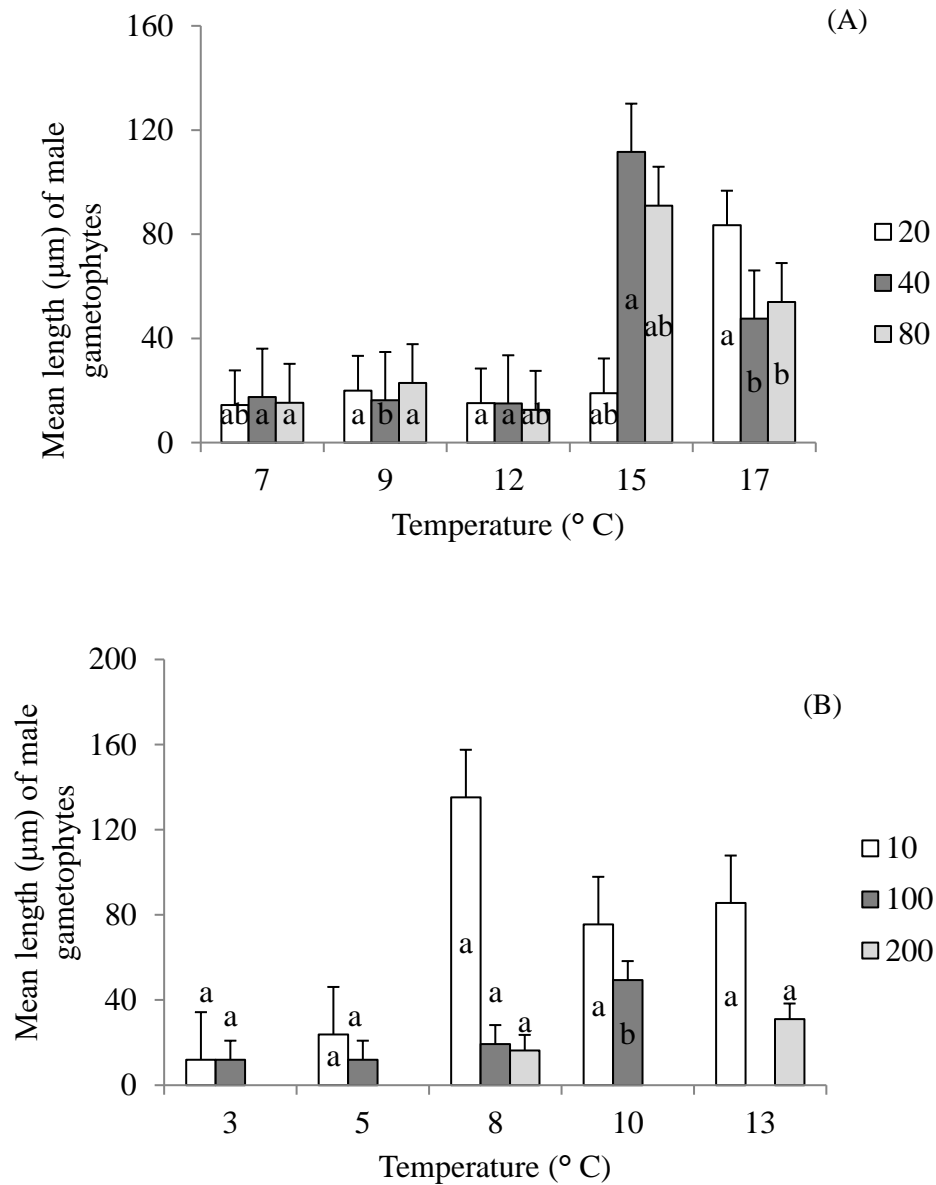 (A)
160
120
80
40
0
Mean length (µm) of male
gametophytes
ab a a a b a a a ab ab a ab a b b
7 9 12 15 17
Temperature (° C)
20
40
80
(B)
200
160
120
80
40
0
Mean length (µm) of male
gametophytes
a a a a a a a a b a a
3 5 8 10 13
Temperature (° C)
10
100
200